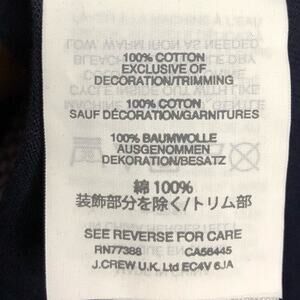 100% COTTON
EXCLUSIVE OF
DECORATION/TRIMMING
100% COTON
SAUF DÉCORATION/GARNITURES
100% BAUMWOLLE
AUSGENOMMEN
DEKORATION/BESATZ
綿 100%
装飾部分を除く/トリム部
SEE REVERSE FOR CARE
RN77388 CA56445
J.CREW U.K. Ltd EC4V 6JA